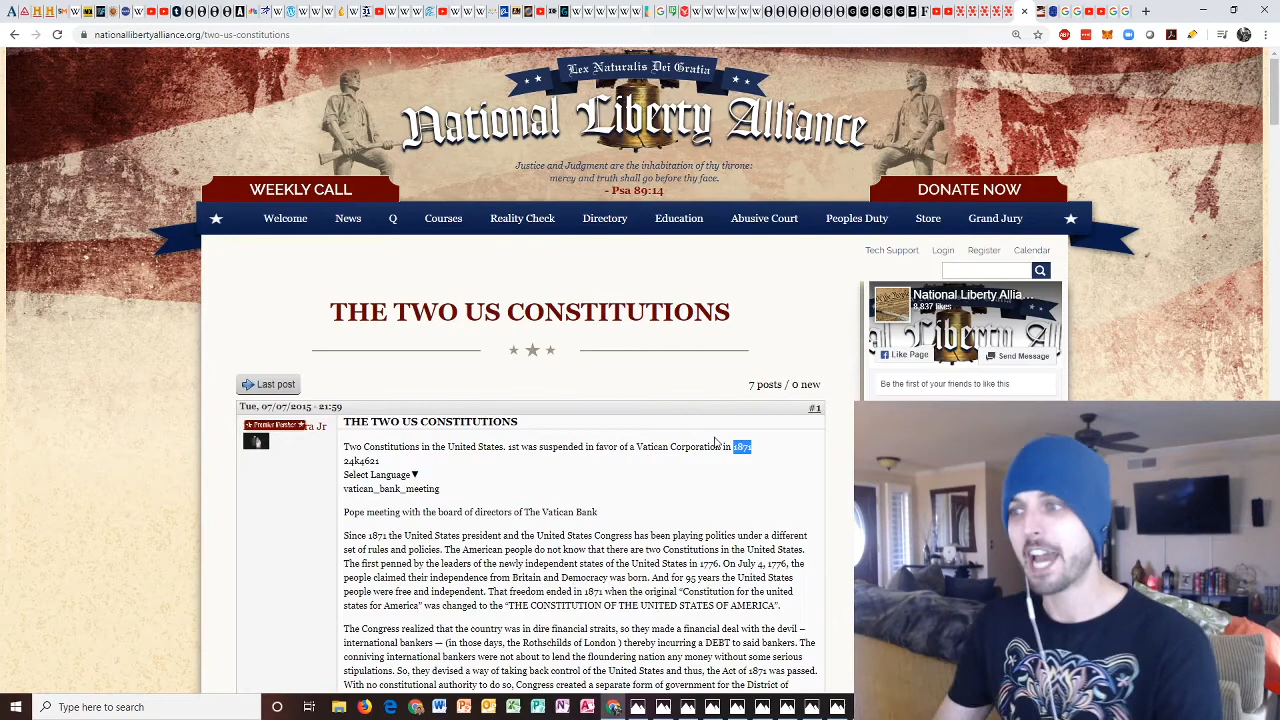 nationallibertyalliance.org/two-us-constitutions
Lex Naturalis Dei Gratia
National Liberty Alliance
Justice and Judgment are the inhabitation of thy throne:
mercy and truth shall go before thy face.
- Psa 89:14
WEEKLY CALL
DONATE NOW
Welcome News Q Courses Reality Check Directory Education Abusive Court Peoples Duty Store Grand Jury
Tech Support Login Register Calendar
THE TWO US CONSTITUTIONS
National Liberty Allia...
8,837 likes
Like Page Send Message
Be the first of your friends to like this
Last post
7 posts / 0 new
Tue, 07/07/2015 - 21:59
#1
Premier Member
ra Jr
THE TWO US CONSTITUTIONS
Two Constitutions in the United States. 1st was suspended in favor of a Vatican Corporation in 1871
24k4621
Select Language▼
vatican_bank_meeting
Pope meeting with the board of directors of The Vatican Bank
Since 1871 the United States president and the United States Congress has been playing politics under a different
set of rules and policies. The American people do not know that there are two Constitutions in the United States.
The first penned by the leaders of the newly independent states of the United States in 1776. On July 4, 1776, the
people claimed their independence from Britain and Democracy was born. And for 95 years the United States
people were free and independent. That freedom ended in 1871 when the original "Constitution for the united
states for America" was changed to the "THE CONSTITUTION OF THE UNITED STATES OF AMERICA".
The Congress realized that the country was in dire financial straits, so they made a financial deal with the devil –
international bankers — (in those days, the Rothschilds of London ) thereby incurring a DEBT to said bankers. The
conniving international bankers were not about to lend the floundering nation any money without some serious
stipulations. So, they devised a way of taking back control of the United States and thus, the Act of 1871 was passed.
With no constitutional authority to do so, Congress created a separate form of government for the District of
Type here to search